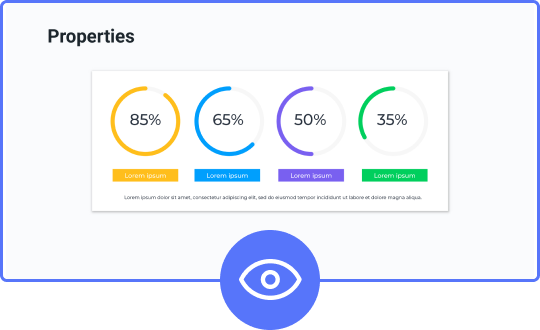 Properties
85% 65% 50% 35%
Lorem ipsum Lorem ipsum Lorem ipsum Lorem ipsum
Lorem ipsum dolor sit amet, consectetur adipiscing elit, sed do eiusmod tempor incididunt ut labore et dolore magna aliqua.